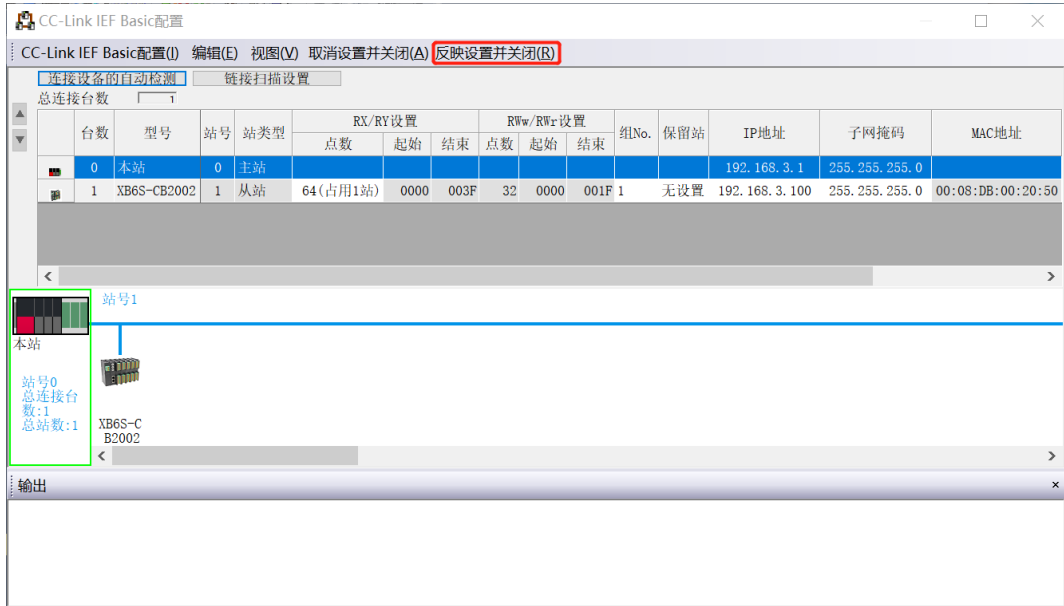 CC-Link IEF Basic配置
CC-Link IEF Basic配置(I) 编辑(E) 视图(V) 取消设置并关闭(A) 反映设置并关闭(R)
连接设备的自动检测 链接扫描设置
总连接台数 1
台数 型号 站号 站类型 RX/RY设置 RWw/RWr设置 组No. 保留站 IP地址 子网掩码 MAC地址
点数 起始 结束 点数 起始 结束
0 本站 0 主站 192.168.3.1 255.255.255.0
1 XB6S-CB2002 1 从站 64(占用1站) 0000 003F 32 0000 001F 1 无设置 192.168.3.100 255.255.255.0 00:08:DB:00:20:50
站号1
本站
站号0
总连接台
数:1
总站数:1
XB6S-C
B2002
输出